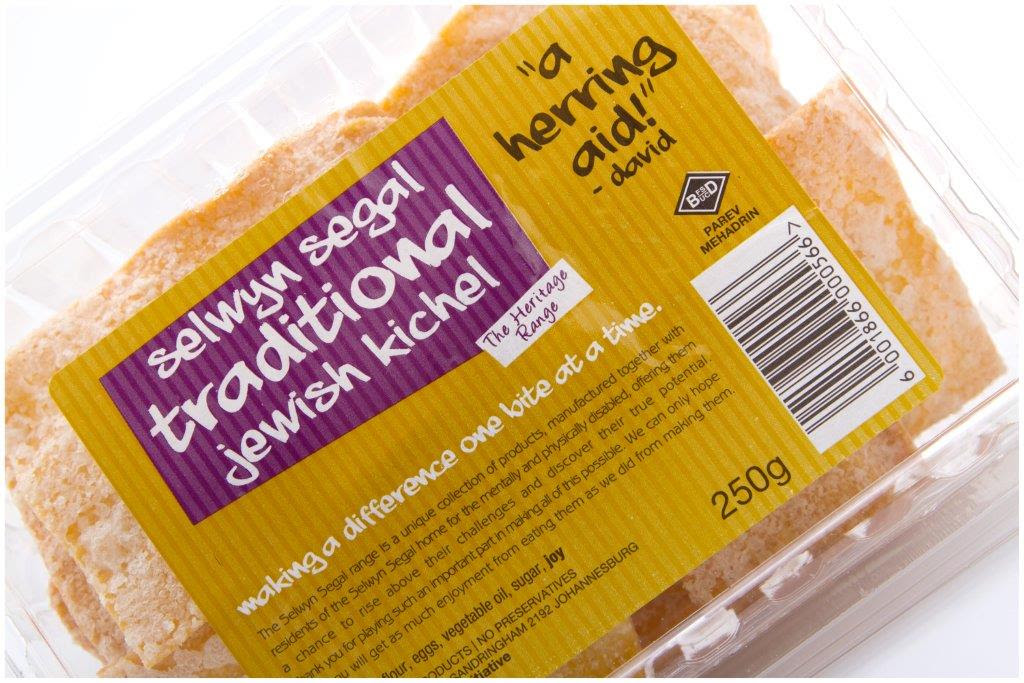 "a
herring
aid!"
- david
selwyn segal
traditional
jewish kichel
The Heritage
Range
BFSUCD
PAREV
MEHADRIN
6 001866 000566 >
making a difference one bite at a time.
The Selwyn Segal range is a unique collection of products, manufactured together with
residents of the Selwyn Segal home for the mentally and physically disabled, offering them
a chance to rise above their challenges and discover their true potential.
you for playing such an important part in making all of this possible. We can only hope
will get as much enjoyment from eating them as we did from making them.
250g
flour, eggs, vegetable oil, sugar, joy
| NO PRESERVATIVES
SANDRINGHAM 2192 JOHANNESBURG